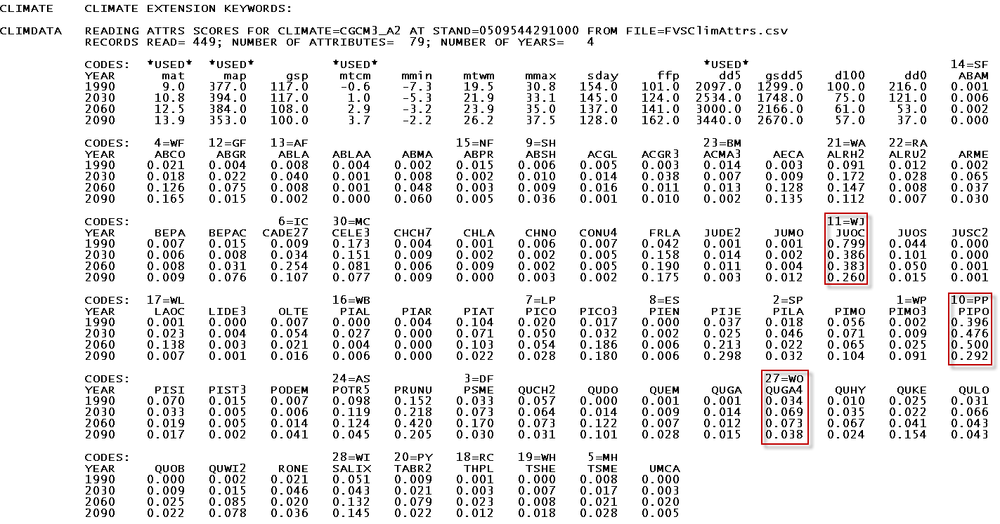 CLIMATE CLIMATE EXTENSION KEYWORDS:
CLIMDATA READING ATTRS SCORES FOR CLIMATE=CGCM3_A2 AT STAND=0509544291000 FROM FILE=FVSClimAttrs.csv
RECORDS READ= 449; NUMBER OF ATTRIBUTES= 79; NUMBER OF YEARS= 4
CODES: *USED* *USED* *USED* *USED* 14=SF
YEAR mat map gsp mtcm mmin mtwm mmax sday ffp dd5 gsdd5 d100 dd0 ABAM
1990 9.0 377.0 117.0 -0.6 -7.3 19.5 30.8 154.0 101.0 2097.0 1299.0 100.0 216.0 0.001
2030 10.8 394.0 117.0 1.0 -5.3 21.9 33.1 145.0 124.0 2534.0 1748.0 75.0 121.0 0.006
2060 12.5 384.0 108.0 2.9 -3.2 23.9 35.0 137.0 141.0 3000.0 2166.0 61.0 53.0 0.002
2090 13.9 353.0 100.0 3.7 -2.2 26.2 37.5 128.0 162.0 3440.0 2670.0 57.0 37.0 0.000
CODES: 4=WF 12=GF 13=AF 15=NF 9=SH 23=BM 21=WA 22=RA
YEAR ABCO ABGR ABLA ABLAA ABMA ABPR ABSH ACGL ACGR3 ACMA3 AECA ALRH2 ALRU2 ARME
1990 0.021 0.004 0.008 0.004 0.002 0.015 0.006 0.005 0.003 0.014 0.003 0.091 0.012 0.002
2030 0.018 0.022 0.040 0.001 0.008 0.002 0.010 0.014 0.038 0.007 0.009 0.172 0.028 0.065
2060 0.126 0.075 0.008 0.001 0.048 0.003 0.009 0.016 0.011 0.013 0.128 0.147 0.008 0.037
2090 0.165 0.015 0.002 0.000 0.060 0.005 0.036 0.001 0.010 0.002 0.135 0.112 0.007 0.030
CODES: 6=IC 30=MC 11=WJ
YEAR BEPA BEPAC CADE27 CELE3 CHCH7 CHLA CHNO CONU4 FRLA JUDE2 JUMO JUOC JUOS JUSC2
1990 0.007 0.015 0.009 0.173 0.004 0.001 0.006 0.007 0.042 0.001 0.001 0.799 0.044 0.000
2030 0.006 0.008 0.034 0.151 0.009 0.002 0.002 0.005 0.158 0.014 0.002 0.386 0.101 0.000
2060 0.008 0.031 0.254 0.081 0.006 0.009 0.002 0.005 0.190 0.011 0.004 0.383 0.050 0.001
2090 0.009 0.076 0.107 0.077 0.009 0.000 0.003 0.002 0.175 0.003 0.012 0.260 0.015 0.001
CODES: 17=WL 16=WB 7=LP 8=ES 2=SP 1=WP 10=PP
YEAR LAOC LIDE3 OLTE PIAL PIAR PIAT PICO PICO3 PIEN PIJE PILA PIMO PIMO3 PIPO
1990 0.001 0.000 0.007 0.000 0.004 0.104 0.020 0.017 0.000 0.037 0.018 0.056 0.002 0.396
2030 0.023 0.004 0.054 0.027 0.000 0.071 0.050 0.032 0.002 0.025 0.046 0.071 0.009 0.476
2060 0.138 0.003 0.021 0.004 0.000 0.103 0.054 0.186 0.006 0.213 0.022 0.065 0.025 0.500
2090 0.007 0.001 0.016 0.006 0.000 0.022 0.028 0.180 0.006 0.298 0.032 0.104 0.091 0.292
CODES: 24=AS 3=DF 27=WO
YEAR PISI PIST3 PODEM POTR5 PRUNU PSME QUCH2 QUDO QUEM QUGA QUGA4 QUHY QUKE QULO
1990 0.070 0.015 0.007 0.098 0.152 0.033 0.057 0.000 0.001 0.001 0.034 0.010 0.025 0.031
2030 0.033 0.005 0.006 0.119 0.218 0.073 0.064 0.014 0.009 0.014 0.069 0.035 0.022 0.066
2060 0.019 0.005 0.014 0.124 0.420 0.170 0.073 0.122 0.007 0.012 0.073 0.067 0.041 0.043
2090 0.017 0.002 0.041 0.045 0.205 0.030 0.031 0.101 0.028 0.015 0.038 0.024 0.154 0.043
CODES: 28=WI 20=PY 18=RC 19=WH 5=MH
YEAR QUOB QUWI2 RONE SALIX TABR2 THPL TSHE TSME UMCA
1990 0.000 0.002 0.021 0.051 0.009 0.001 0.000 0.008 0.000
2030 0.009 0.015 0.046 0.043 0.021 0.003 0.007 0.017 0.003
2060 0.025 0.085 0.020 0.132 0.079 0.023 0.008 0.021 0.020
2090 0.022 0.078 0.036 0.145 0.022 0.012 0.018 0.028 0.005